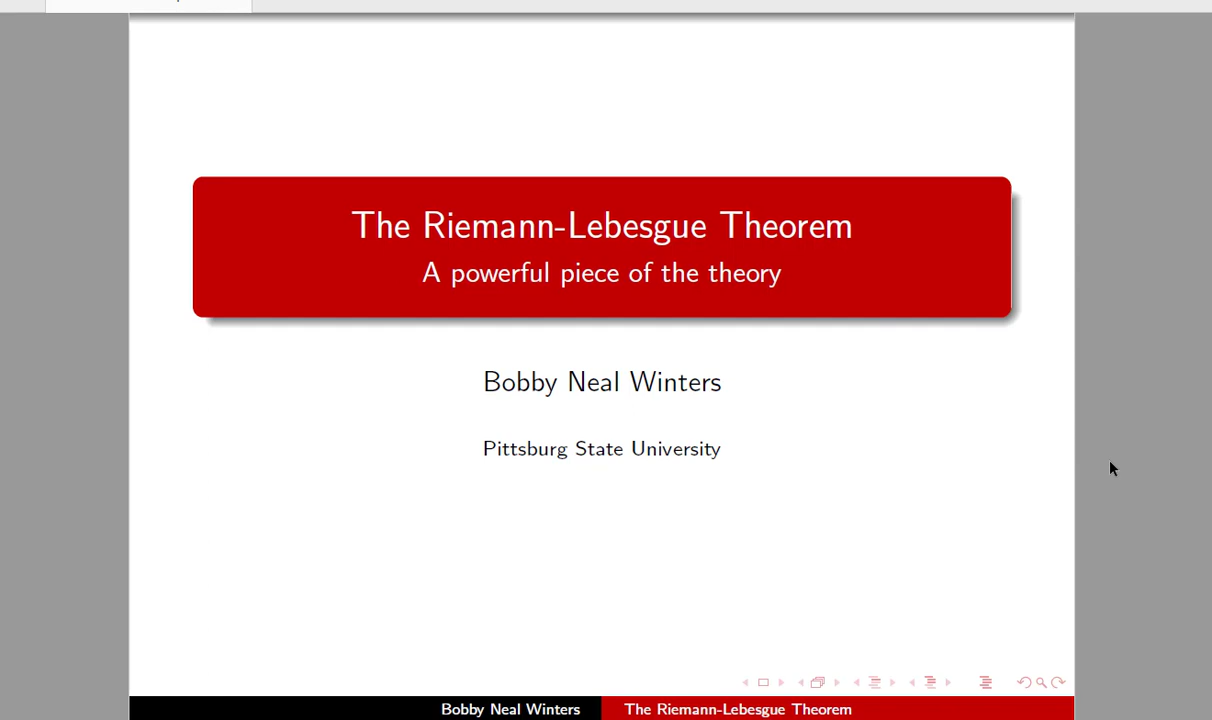 The Riemann-Lebesgue Theorem
A powerful piece of the theory
Bobby Neal Winters
Pittsburg State University
Bobby Neal Winters
The Riemann-Lebesgue Theorem